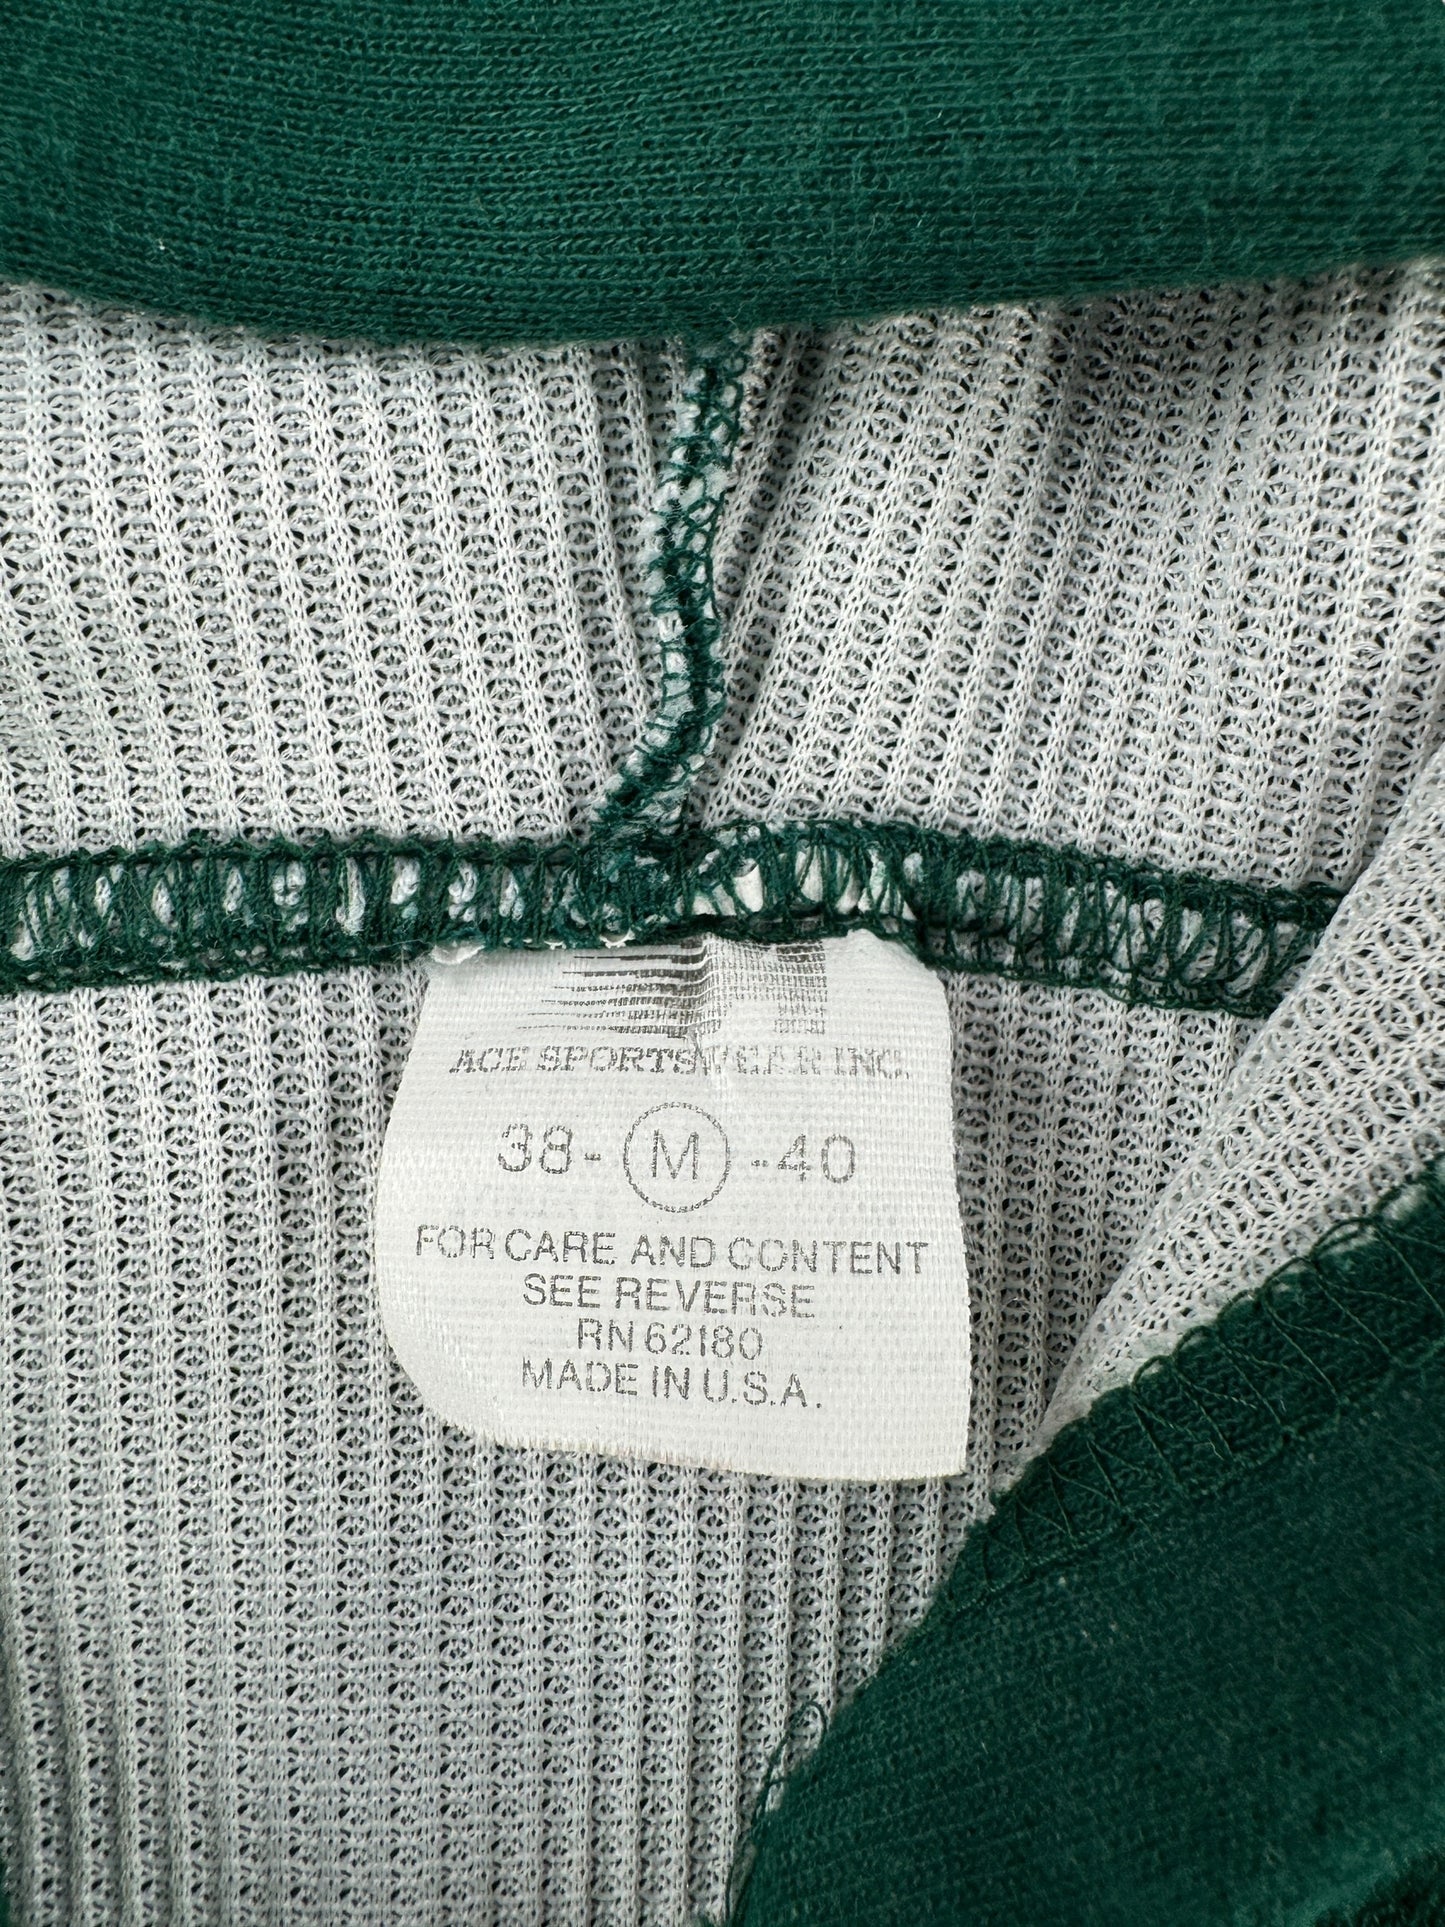 ACE SPORTSWEAR INC.
38- M -40
FOR CARE AND CONTENT
SEE REVERSE
RN 62180
MADE IN U.S.A.